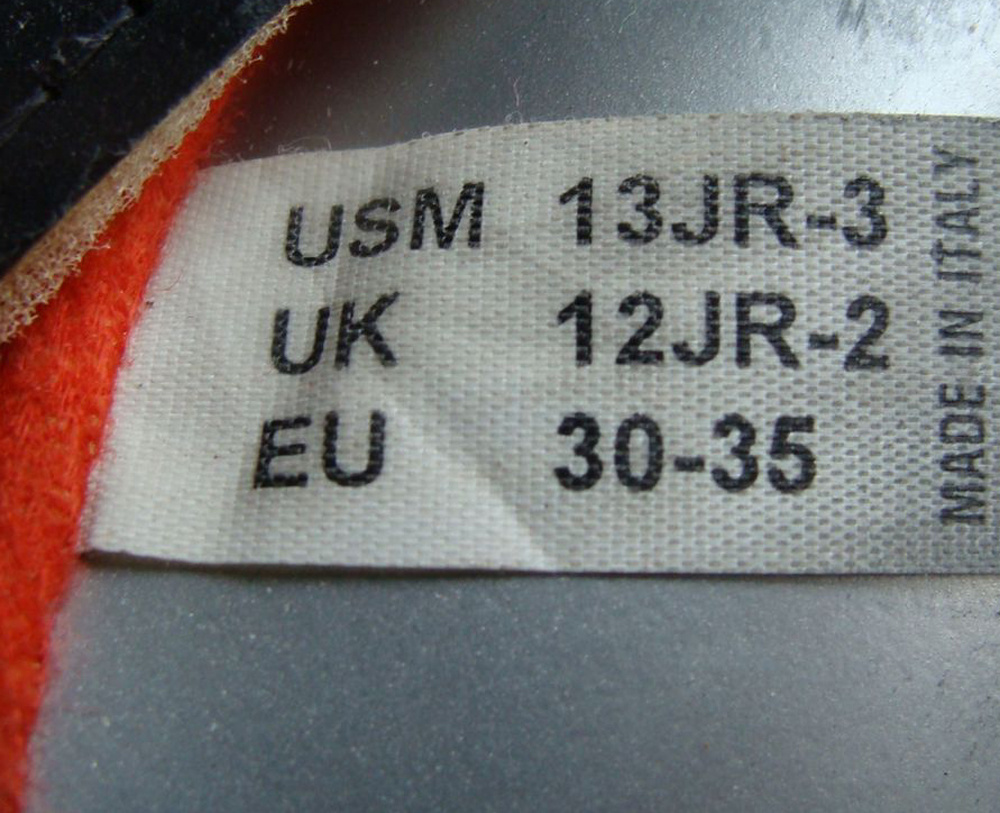 USM 13JR-3
UK 12JR-2
EU 30-35
MADE IN ITALY